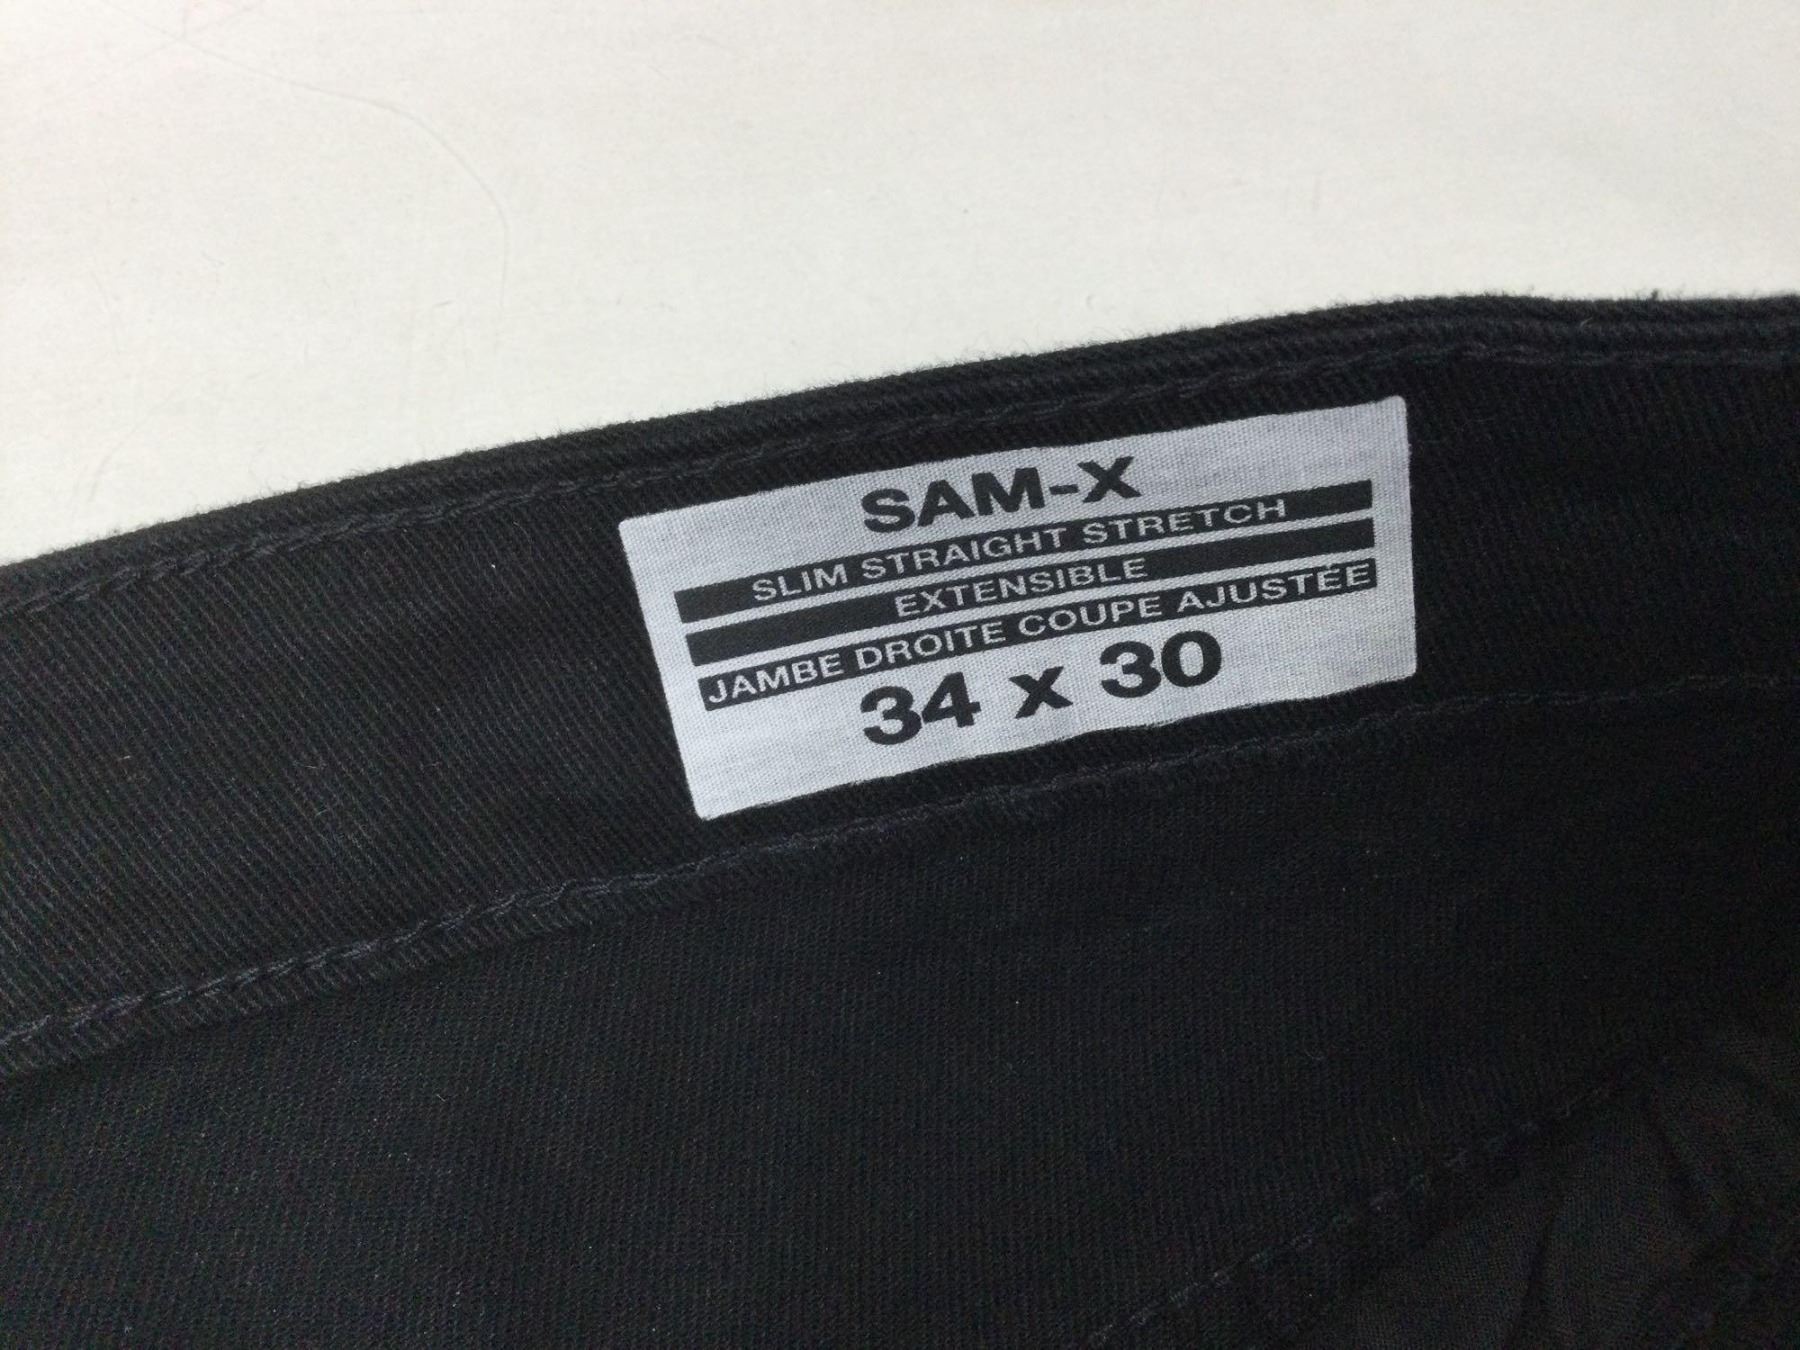 SAM-X
SLIM STRAIGHT STRETCH
EXTENSIBLE
JAMBE DROITE COUPE AJUSTÉE
34 x 30